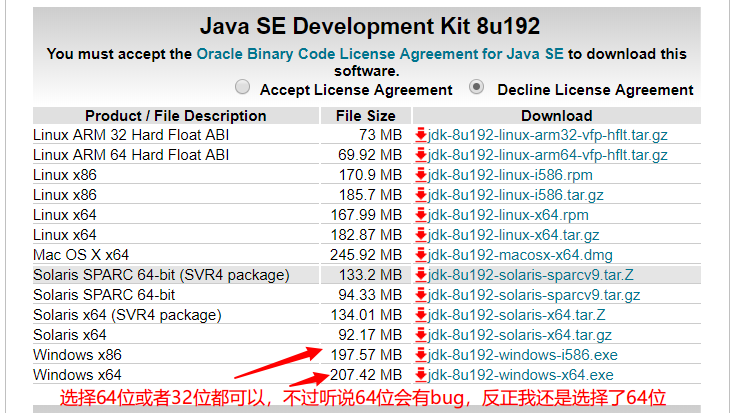 Java SE Development Kit 8u192
You must accept the Oracle Binary Code License Agreement for Java SE to download this
software.
Accept License Agreement Decline License Agreement
Product / File Description File Size Download
Linux ARM 32 Hard Float ABI 73 MB jdk-8u192-linux-arm32-vfp-hflt.tar.gz
Linux ARM 64 Hard Float ABI 69.92 MB jdk-8u192-linux-arm64-vfp-hflt.tar.gz
Linux x86 170.9 MB jdk-8u192-linux-i586.rpm
Linux x86 185.7 MB jdk-8u192-linux-i586.tar.gz
Linux x64 167.99 MB jdk-8u192-linux-x64.rpm
Linux x64 182.87 MB jdk-8u192-linux-x64.tar.gz
Mac OS X x64 245.92 MB jdk-8u192-macosx-x64.dmg
Solaris SPARC 64-bit (SVR4 package) 133.2 MB jdk-8u192-solaris-sparcv9.tar.Z
Solaris SPARC 64-bit 94.33 MB jdk-8u192-solaris-sparcv9.tar.gz
Solaris x64 (SVR4 package) 134.01 MB jdk-8u192-solaris-x64.tar.Z
Solaris x64 92.17 MB jdk-8u192-solaris-x64.tar.gz
Windows x86 197.57 MB jdk-8u192-windows-i586.exe
Windows x64 207.42 MB jdk-8u192-windows-x64.exe
选择64位或者32位都可以，不过听说64位会有bug，反正我还是选择了64位